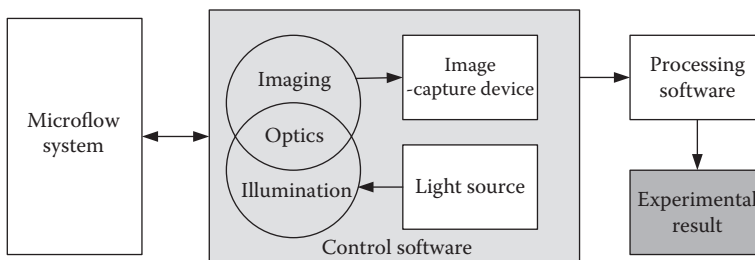 Microflow
system
Imaging
Optics
Illumination
Image
-capture device
Light source
Control software
Processing
software
Experimental
result